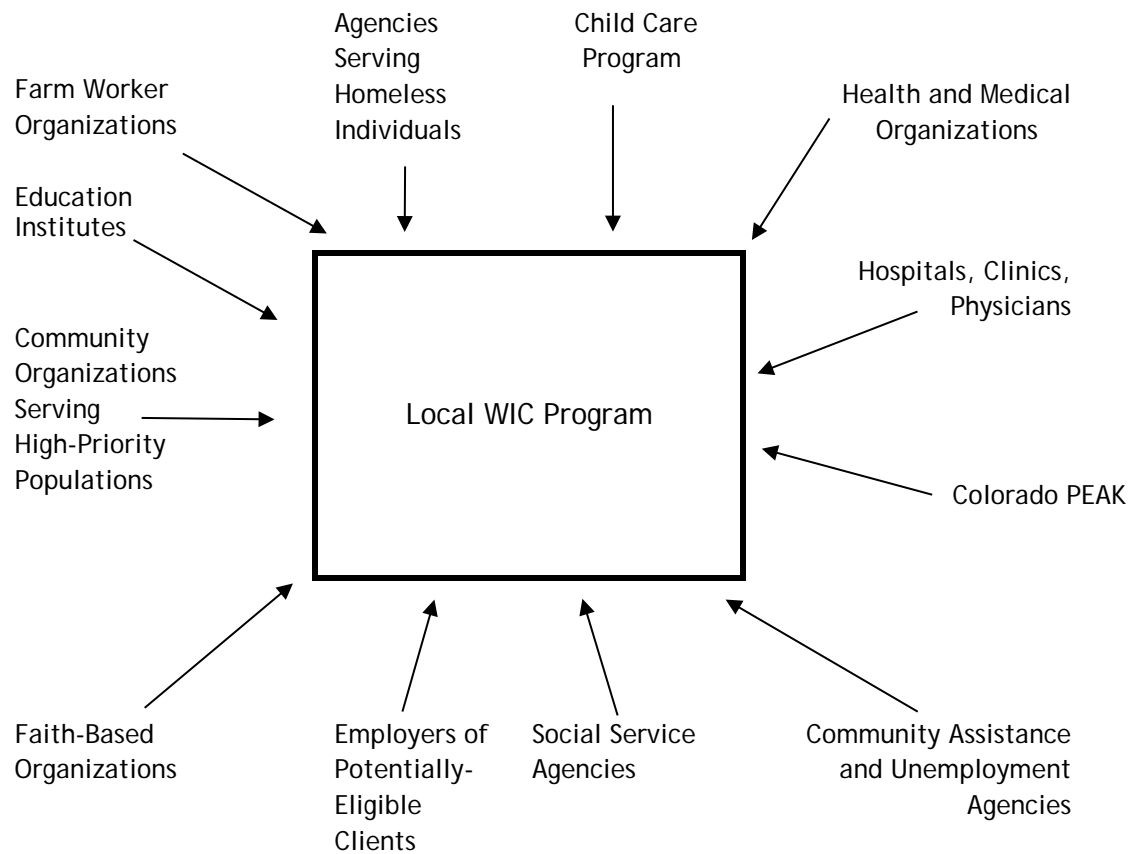 Agencies
Serving
Homeless
Individuals
Child Care
Program
Farm Worker
Organizations
Health and Medical
Organizations
Education
Institutes
Hospitals, Clinics,
Physicians
Community
Organizations
Serving
High-Priority
Populations
Local WIC Program
Colorado PEAK
Faith-Based
Organizations
Employers of
Potentially-
Eligible
Clients
Social Service
Agencies
Community Assistance
and Unemployment
Agencies